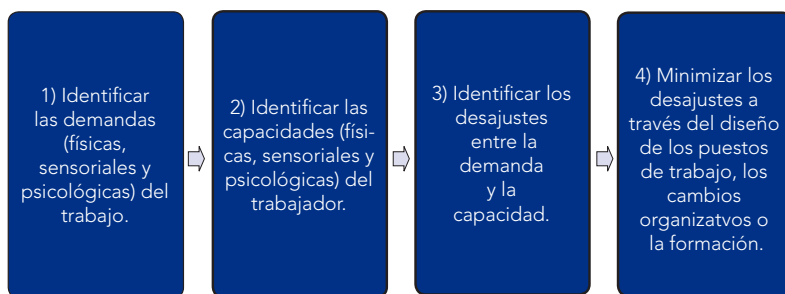 1) Identificar
las demandas
(físicas,
sensoriales y
psicológicas) del
trabajo.
2) Identificar las
capacidades (físi-
cas, sensoriales y
psicológicas) del
trabajador.
3) Identificar los
desajustes
entre la
demanda
y la
capacidad.
4) Minimizar los
desajustes a
través del diseño
de los puestos
de trabajo, los
cambios
organizatvos o
la formación.